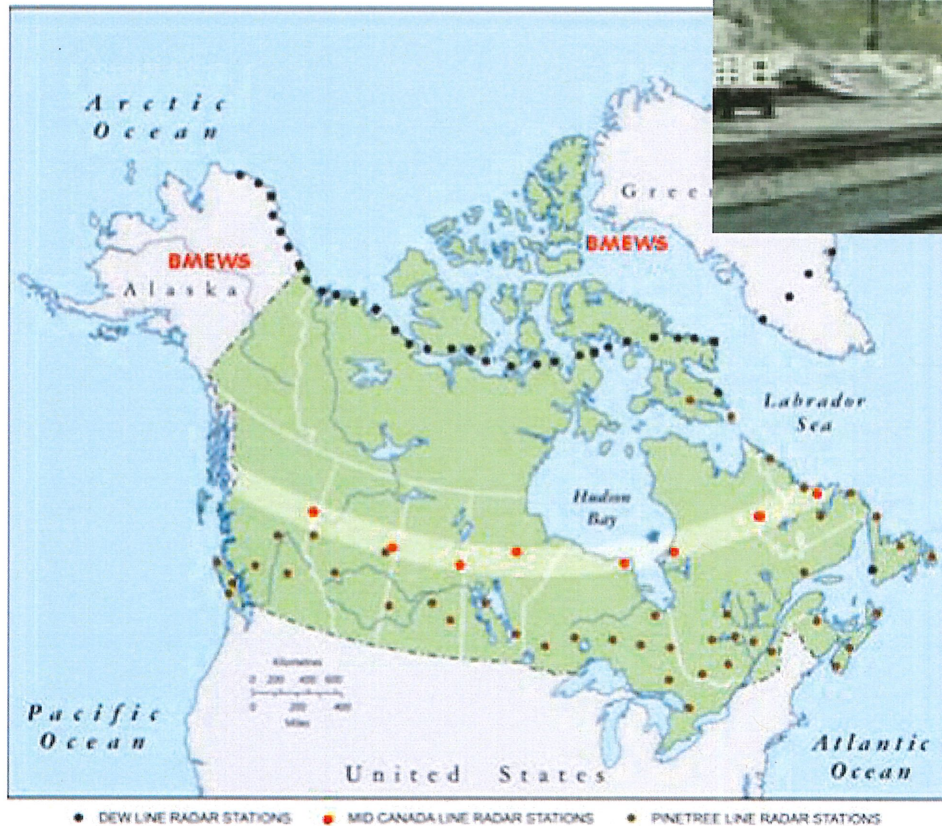 Arctic
Ocean
Gree
BMEWS
BMEWS
Alaska
Labrador
Sea
Hudson
Bay
Kilometres
0 200 400 600
0 200 400
Miles
Pacific
Ocean
Atlantic
Ocean
United States
DEW LINE RADAR STATIONS
MID CANADA LINE RADAR STATIONS
PINETREE LINE RADAR STATIONS